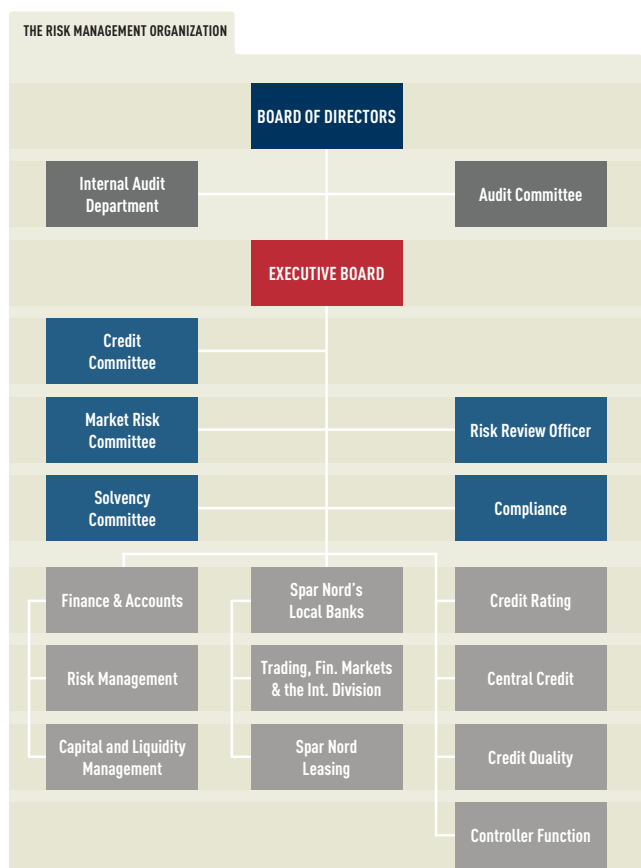 THE RISK MANAGEMENT ORGANIZATION
BOARD OF DIRECTORS
Internal Audit
Department
Audit Committee
EXECUTIVE BOARD
Credit
Committee
Market Risk
Committee
Risk Review Officer
Solvency
Committee
Compliance
Finance & Accounts
Spar Nord's
Local Banks
Credit Rating
Risk Management
Trading, Fin. Markets
& the Int. Division
Central Credit
Capital and Liquidity
Management
Spar Nord
Leasing
Credit Quality
Controller Function